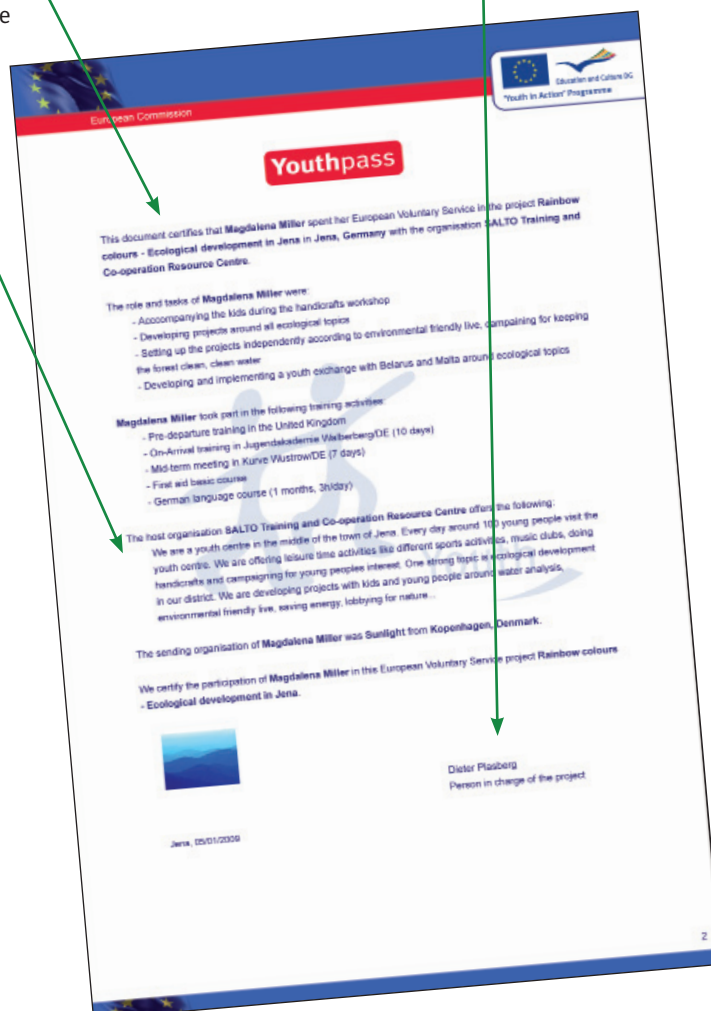 e
European Commission
Education and Culture DG
"Youth in Action" Programme
Youthpass
This document certifies that Magdalena Miller spent her European Voluntary Service in the project Rainbow
colours - Ecological development in Jena in Jena, Germany with the organisation SALTO Training and
Co-operation Resource Centre.
The role and tasks of Magdalena Miller were:
- Acccompanying the kids during the handicrafts workshop
- Developing projects around all ecological topics
- Setting up the projects independently according to environmental friendly live, campaining for keeping
the forest clean, clean water
- Developing and implementing a youth exchange with Belarus and Malta around ecological topics
Magdalena Miller took part in the following training activities:
- Pre-departure training in the United Kingdom
- On-Arrival training in Jugendakademie Walberberg/DE (10 days)
- Mid-term meeting in Kurve Wustrow/DE (7 days)
- First aid basic course
- German language course (1 months, 3h/day)
The host organisation SALTO Training and Co-operation Resource Centre offers the following:
We are a youth centre in the middle of the town of Jena. Every day around 100 young people visit the
youth centre. We are offering leisure time activities like different sports activities, music clubs, doing
handicrafts and campaigning for young peoples interest. One strong topic is ecological development
in our district. We are developing projects with kids and young people around water analysis,
environmental friendly live, saving energy, lobbying for nature...
The sending organisation of Magdalena Miller was Sunlight from Kopenhagen, Denmark.
We certify the participation of Magdalena Miller in this European Voluntary Service project Rainbow colours
- Ecological development in Jena.
Dieter Plasberg
Person in charge of the project
Jena, 05/01/2009
2